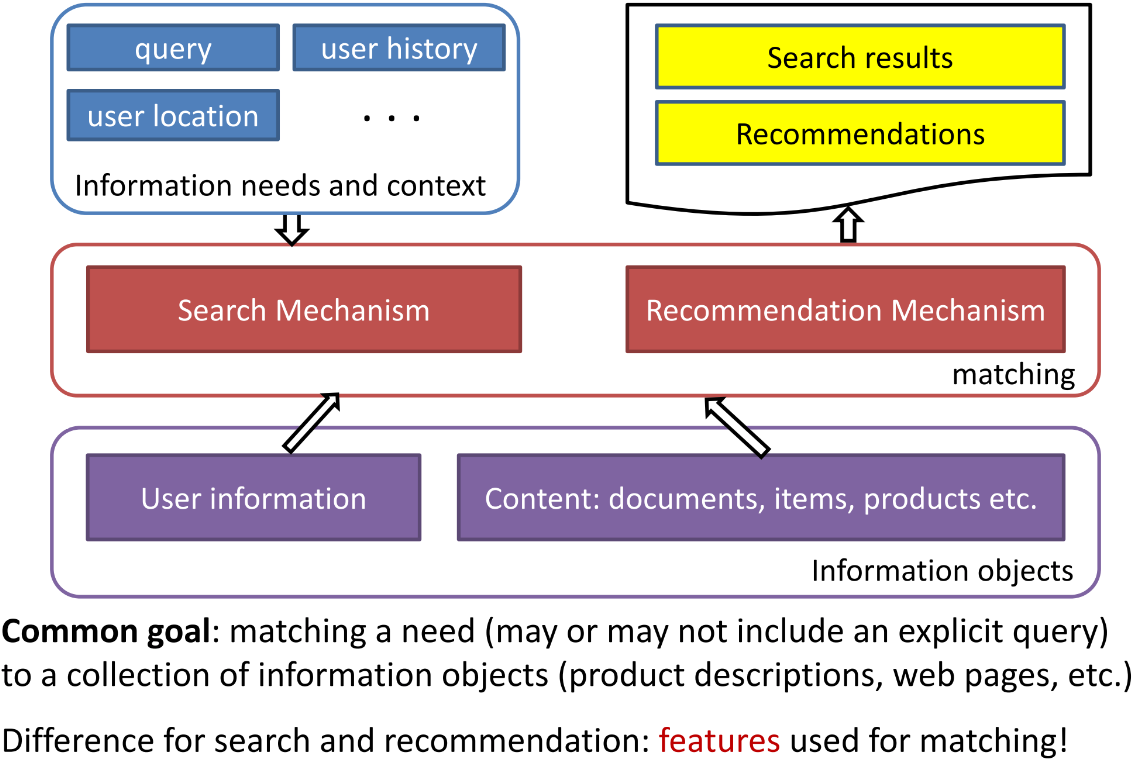 query
user history
user location
. . .
Information needs and context
Search results
Recommendations
Search Mechanism
Recommendation Mechanism
matching
User information
Content: documents, items, products etc.
Information objects
Common goal: matching a need (may or may not include an explicit query)
to a collection of information objects (product descriptions, web pages, etc.)
Difference for search and recommendation: features used for matching!